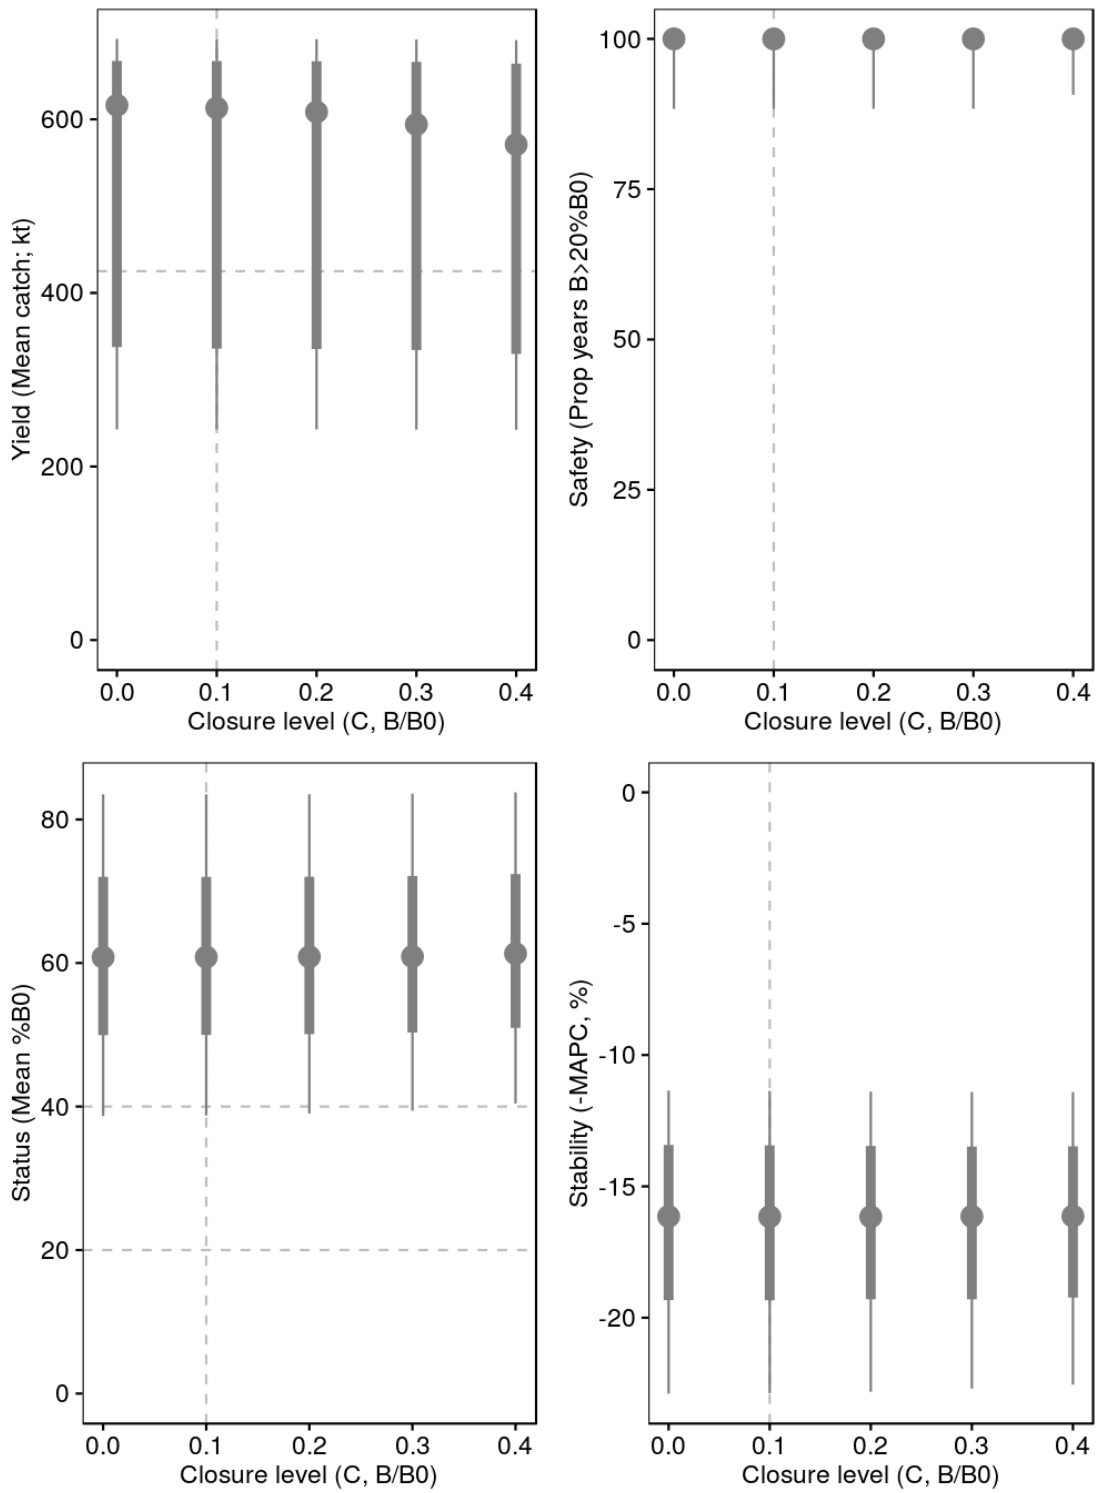 Yield (Mean catch; kt)
600
400
200
0
0.0 0.1 0.2 0.3 0.4
Closure level (C, B/B0)
Safety (Prop years B>20%B0)
100
75
50
25
0
0.0 0.1 0.2 0.3 0.4
Closure level (C, B/B0)
Status (Mean %B0)
80
60
40
20
0
0.0 0.1 0.2 0.3 0.4
Closure level (C, B/B0)
Stability (-MAPC, %)
0
-5
-10
-15
-20
0.0 0.1 0.2 0.3 0.4
Closure level (C, B/B0)